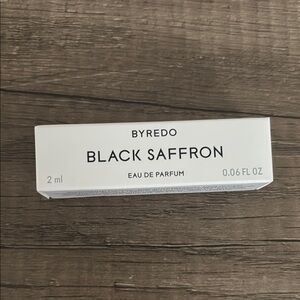 BYREDO
BLACK SAFFRON
2 ml EAU DE PARFUM 0.06 FL OZ